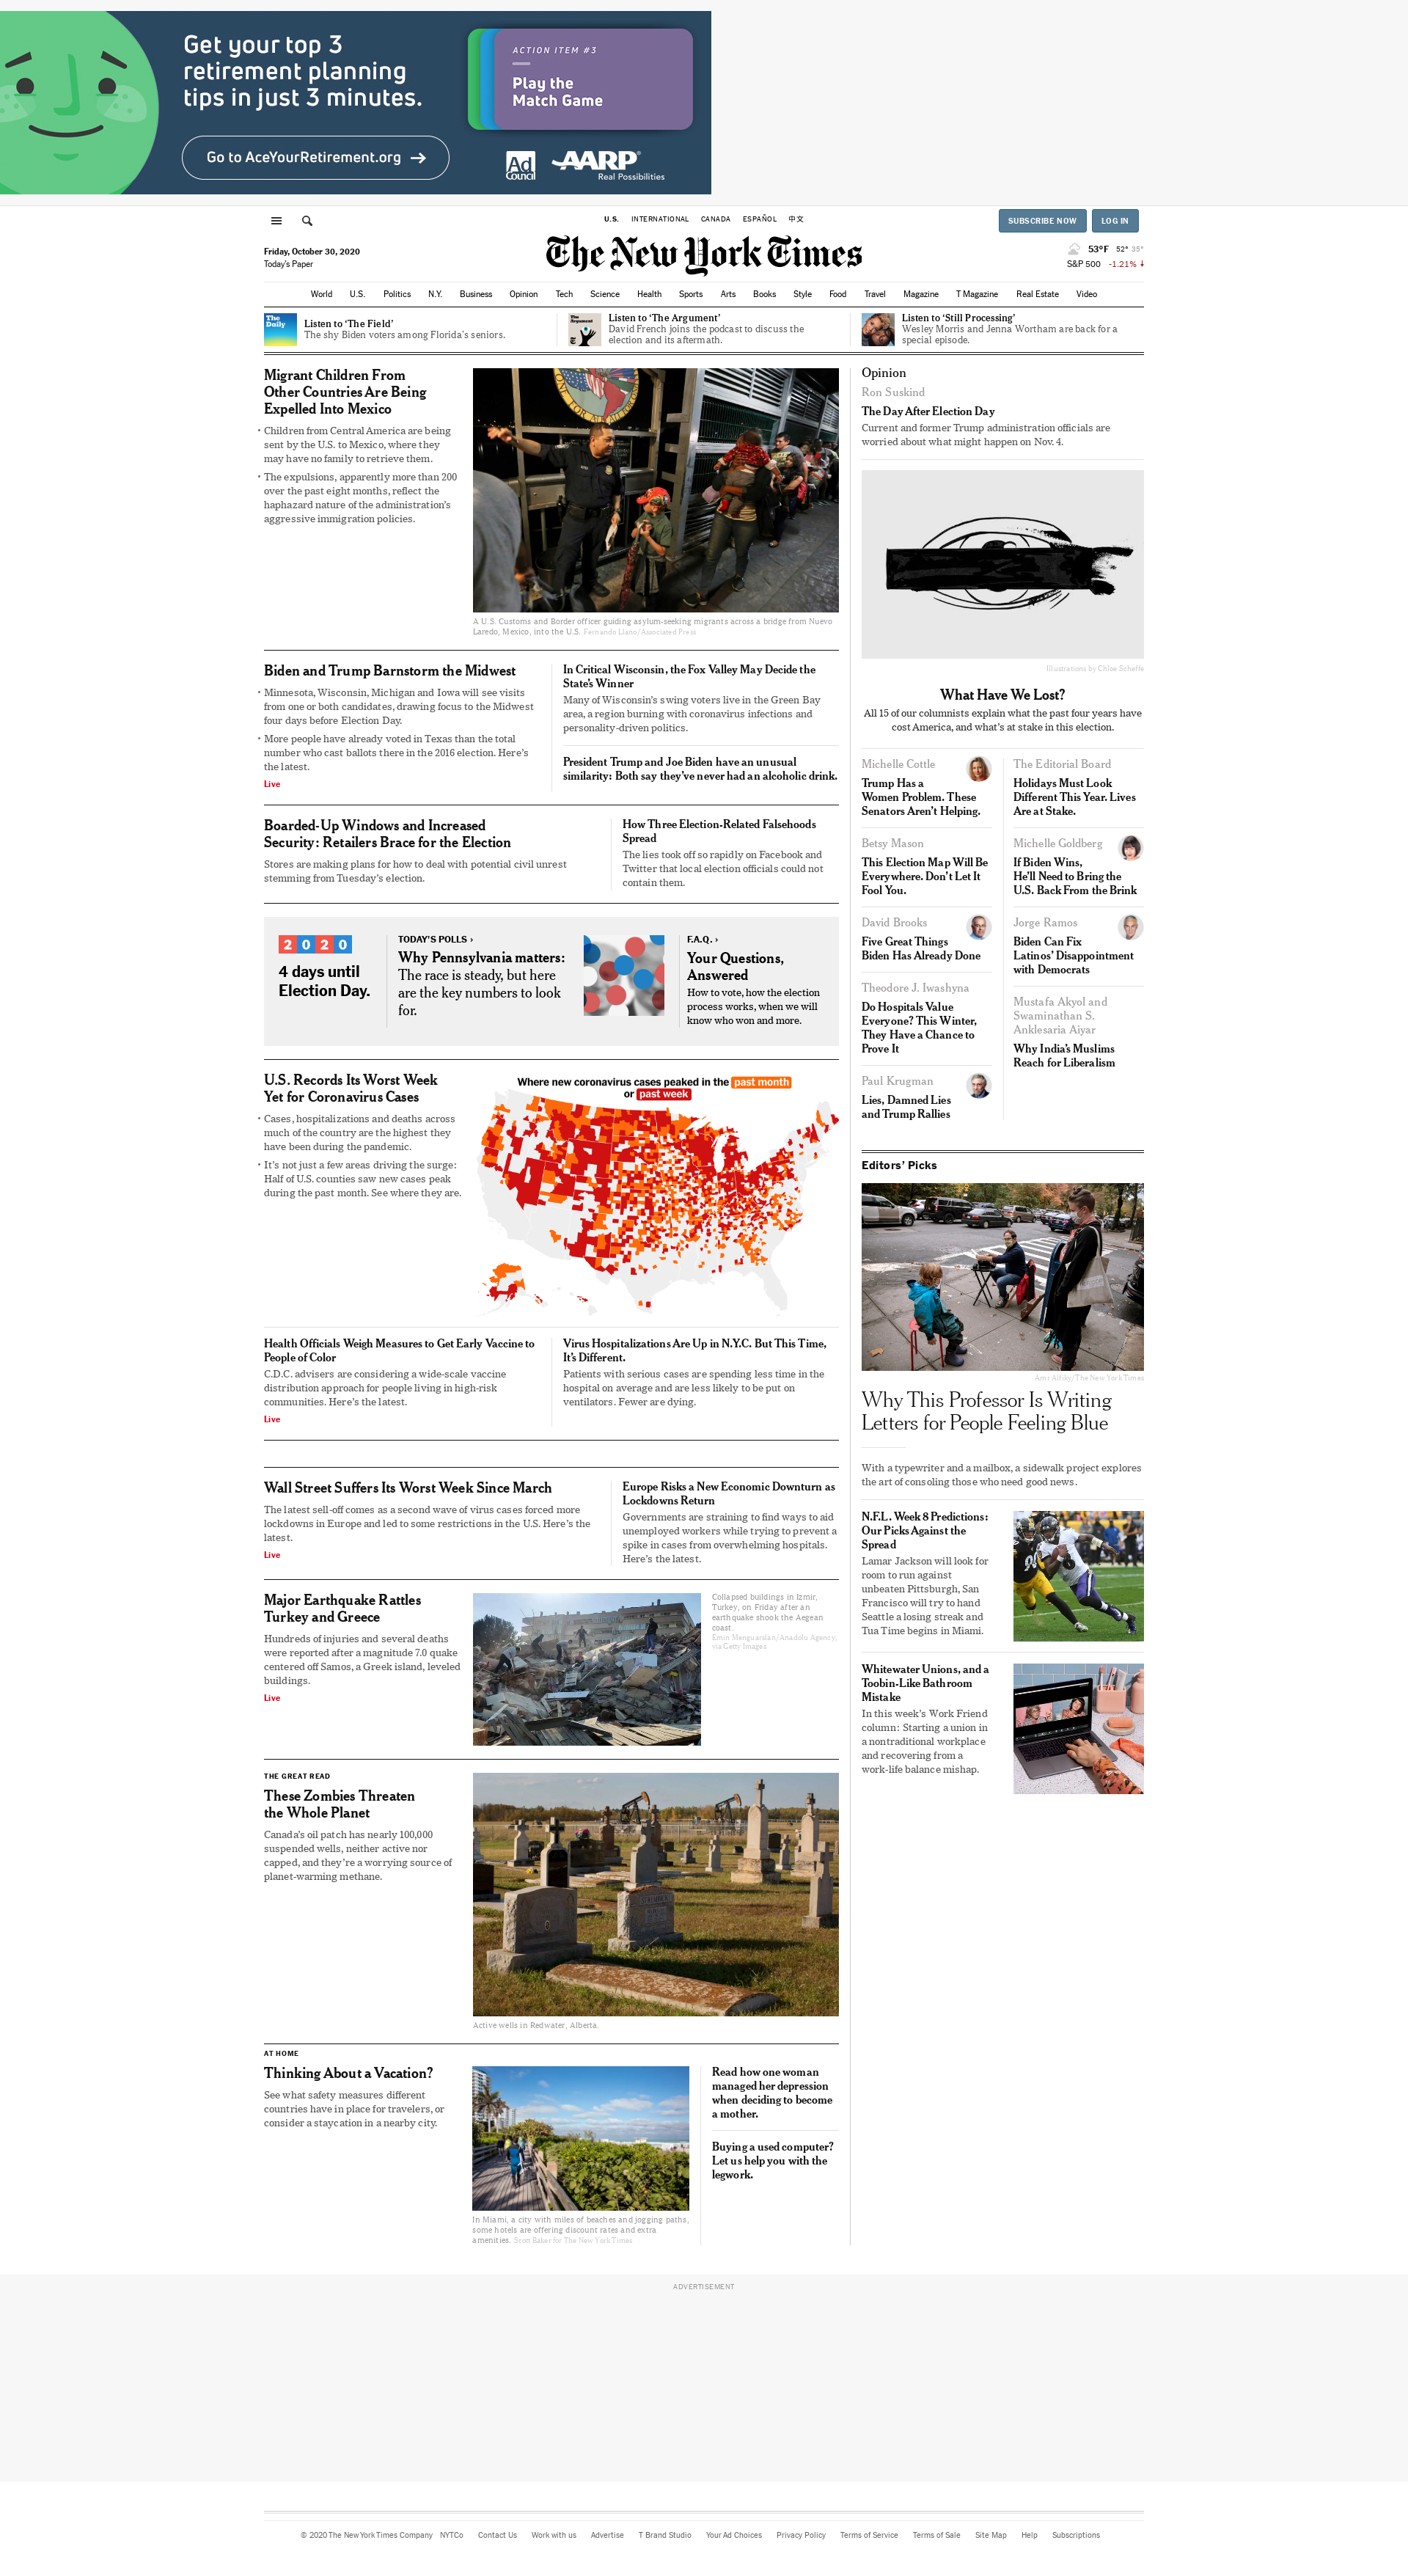 Get your top 3
retirement planning
tips in just 3 minutes.
Go to AceYourRetirement.org →
ACTION ITEM #3
Play the
Match Game
Ad
Council
AARP
Real Possibilities
U.S. INTERNATIONAL CANADA ESPAÑOL 中文
SUBSCRIBE NOW
LOG IN
Friday, October 30, 2020
Today's Paper
The New York Times
53°F 52° 35°
S&P 500 -1.21% ↓
World U.S. Politics N.Y. Business Opinion Tech Science Health Sports Arts Books Style Food Travel Magazine T Magazine Real Estate Video
The
Daily
Listen to ‘The Field’
The shy Biden voters among Florida’s seniors.
The
Argument
Listen to ‘The Argument’
David French joins the podcast to discuss the
election and its aftermath.
Listen to ‘Still Processing’
Wesley Morris and Jenna Wortham are back for a
special episode.
Migrant Children From
Other Countries Are Being
Expelled Into Mexico
• Children from Central America are being
sent by the U.S. to Mexico, where they
may have no family to retrieve them.
• The expulsions, apparently more than 200
over the past eight months, reflect the
haphazard nature of the administration’s
aggressive immigration policies.
A U.S. Customs and Border officer guiding asylum-seeking migrants across a bridge from Nuevo
Laredo, Mexico, into the U.S. Fernando Llano/Associated Press
Biden and Trump Barnstorm the Midwest
• Minnesota, Wisconsin, Michigan and Iowa will see visits
from one or both candidates, drawing focus to the Midwest
four days before Election Day.
• More people have already voted in Texas than the total
number who cast ballots there in the 2016 election. Here’s
the latest.
Live
In Critical Wisconsin, the Fox Valley May Decide the
State’s Winner
Many of Wisconsin’s swing voters live in the Green Bay
area, a region burning with coronavirus infections and
personality-driven politics.
President Trump and Joe Biden have an unusual
similarity: Both say they’ve never had an alcoholic drink.
Boarded-Up Windows and Increased
Security: Retailers Brace for the Election
Stores are making plans for how to deal with potential civil unrest
stemming from Tuesday’s election.
How Three Election-Related Falsehoods
Spread
The lies took off so rapidly on Facebook and
Twitter that local election officials could not
contain them.
2020
4 days until
Election Day.
TODAY’S POLLS ›
Why Pennsylvania matters:
The race is steady, but here
are the key numbers to look
for.
F.A.Q. ›
Your Questions,
Answered
How to vote, how the election
process works, when we will
know who won and more.
U.S. Records Its Worst Week
Yet for Coronavirus Cases
• Cases, hospitalizations and deaths across
much of the country are the highest they
have been during the pandemic.
• It’s not just a few areas driving the surge:
Half of U.S. counties saw new cases peak
during the past month. See where they are.
Where new coronavirus cases peaked in the past month
or past week
Health Officials Weigh Measures to Get Early Vaccine to
People of Color
C.D.C. advisers are considering a wide-scale vaccine
distribution approach for people living in high-risk
communities. Here’s the latest.
Live
Virus Hospitalizations Are Up in N.Y.C. But This Time,
It’s Different.
Patients with serious cases are spending less time in the
hospital on average and are less likely to be put on
ventilators. Fewer are dying.
Wall Street Suffers Its Worst Week Since March
The latest sell-off comes as a second wave of virus cases forced more
lockdowns in Europe and led to some restrictions in the U.S. Here’s the
latest.
Live
Europe Risks a New Economic Downturn as
Lockdowns Return
Governments are straining to find ways to aid
unemployed workers while trying to prevent a
spike in cases from overwhelming hospitals.
Here’s the latest.
Major Earthquake Rattles
Turkey and Greece
Hundreds of injuries and several deaths
were reported after a magnitude 7.0 quake
centered off Samos, a Greek island, leveled
buildings.
Live
Collapsed buildings in Izmir,
Turkey, on Friday after an
earthquake shook the Aegean
coast.
Emin Menguarslan/Anadolu Agency,
via Getty Images
THE GREAT READ
These Zombies Threaten
the Whole Planet
Canada’s oil patch has nearly 100,000
suspended wells, neither active nor
capped, and they’re a worrying source of
planet-warming methane.
Active wells in Redwater, Alberta.
AT HOME
Thinking About a Vacation?
See what safety measures different
countries have in place for travelers, or
consider a staycation in a nearby city.
In Miami, a city with miles of beaches and jogging paths,
some hotels are offering discount rates and extra
amenities. Scott Baker for The New York Times
Read how one woman
managed her depression
when deciding to become
a mother.
Buying a used computer?
Let us help you with the
legwork.
Opinion
Ron Suskind
The Day After Election Day
Current and former Trump administration officials are
worried about what might happen on Nov. 4.
Illustrations by Chloe Scheffe
What Have We Lost?
All 15 of our columnists explain what the past four years have
cost America, and what’s at stake in this election.
Michelle Cottle
Trump Has a
Women Problem. These
Senators Aren’t Helping.
Betsy Mason
This Election Map Will Be
Everywhere. Don’t Let It
Fool You.
David Brooks
Five Great Things
Biden Has Already Done
Theodore J. Iwashyna
Do Hospitals Value
Everyone? This Winter,
They Have a Chance to
Prove It
Paul Krugman
Lies, Damned Lies
and Trump Rallies
The Editorial Board
Holidays Must Look
Different This Year. Lives
Are at Stake.
Michelle Goldberg
If Biden Wins,
He’ll Need to Bring the
U.S. Back From the Brink
Jorge Ramos
Biden Can Fix
Latinos’ Disappointment
with Democrats
Mustafa Akyol and
Swaminathan S.
Anklesaria Aiyar
Why India’s Muslims
Reach for Liberalism
Editors’ Picks
Amr Alfiky/The New York Times
Why This Professor Is Writing
Letters for People Feeling Blue
With a typewriter and a mailbox, a sidewalk project explores
the art of consoling those who need good news.
N.F.L. Week 8 Predictions:
Our Picks Against the
Spread
Lamar Jackson will look for
room to run against
unbeaten Pittsburgh, San
Francisco will try to hand
Seattle a losing streak and
Tua Time begins in Miami.
Whitewater Unions, and a
Toobin-Like Bathroom
Mistake
In this week’s Work Friend
column: Starting a union in
a nontraditional workplace
and recovering from a
work-life balance mishap.
ADVERTISEMENT
© 2020 The New York Times Company NYTCo Contact Us Work with us Advertise T Brand Studio Your Ad Choices Privacy Policy Terms of Service Terms of Sale Site Map Help Subscriptions